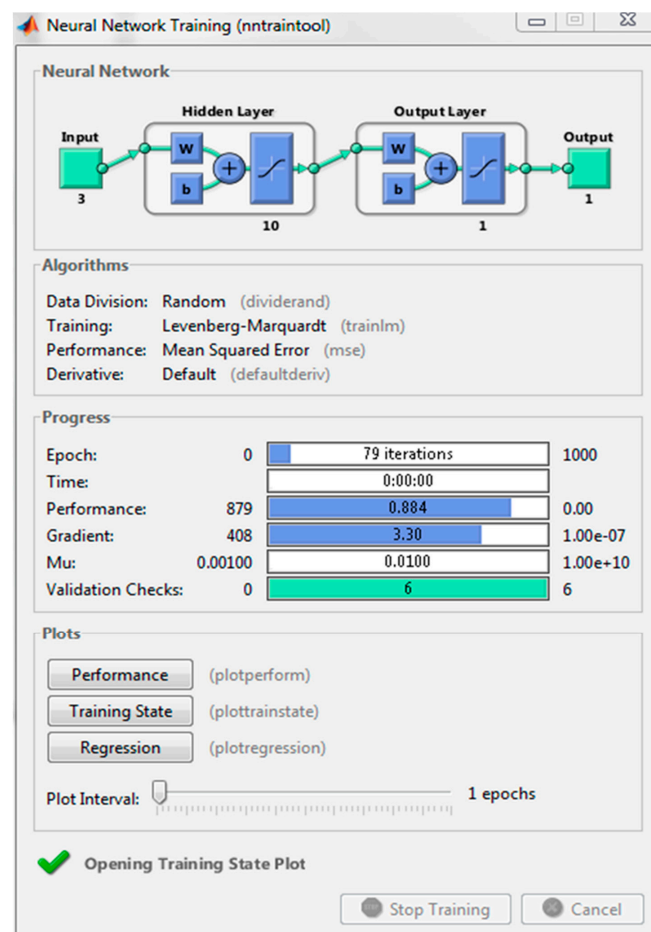 Neural Network Training (nntraintool)
Neural Network
Hidden Layer Output Layer
Input W b + W b + Output
3 10 1 1
Algorithms
Data Division: Random (dividerand)
Training: Levenberg-Marquardt (trainlm)
Performance: Mean Squared Error (mse)
Derivative: Default (defaultderiv)
Progress
Epoch: 0 79 iterations 1000
Time: 0:00:00
Performance: 879 0.884 0.00
Gradient: 408 3.30 1.00e-07
Mu: 0.00100 0.0100 1.00e+10
Validation Checks: 0 6 6
Plots
Performance (plotperform)
Training State (plottrainstate)
Regression (plotregression)
Plot Interval: 1 epochs
Opening Training State Plot
Stop Training Cancel